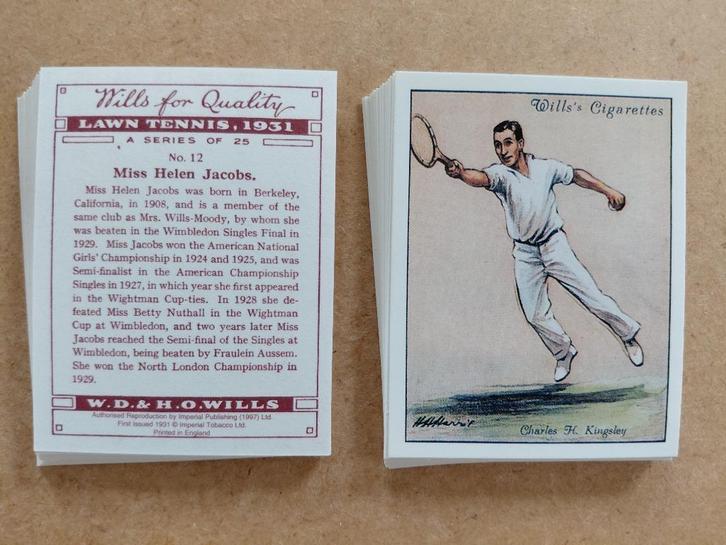 Wills for Quality
LAWN TENNIS, 1931
A SERIES OF 25
No. 12
Miss Helen Jacobs.
Miss Helen Jacobs was born in Berkeley,
California, in 1908, and is a member of the
same club as Mrs. Wills-Moody, by whom she
was beaten in the Wimbledon Singles Final in
1929. Miss Jacobs won the American National
Girls' Championship in 1924 and 1925, and was
Semi-finalist in the American Championship
Singles in 1927, in which year she first appeared
in the Wightman Cup-ties. In 1928 she de-
feated Miss Betty Nuthall in the Wightman
Cup at Wimbledon, and two years later Miss
Jacobs reached the Semi-final of the Singles at
Wimbledon, being beaten by Fraulein Aussem.
She won the North London Championship in
1929.
W.D. & H.O. WILLS
Authorised Reproduction by Imperial Publishing (1997) Ltd.
First Issued 1931 © Imperial Tobacco Ltd.
Printed in England
Wills's Cigarettes
HHHarris
Charles H. Kingsley